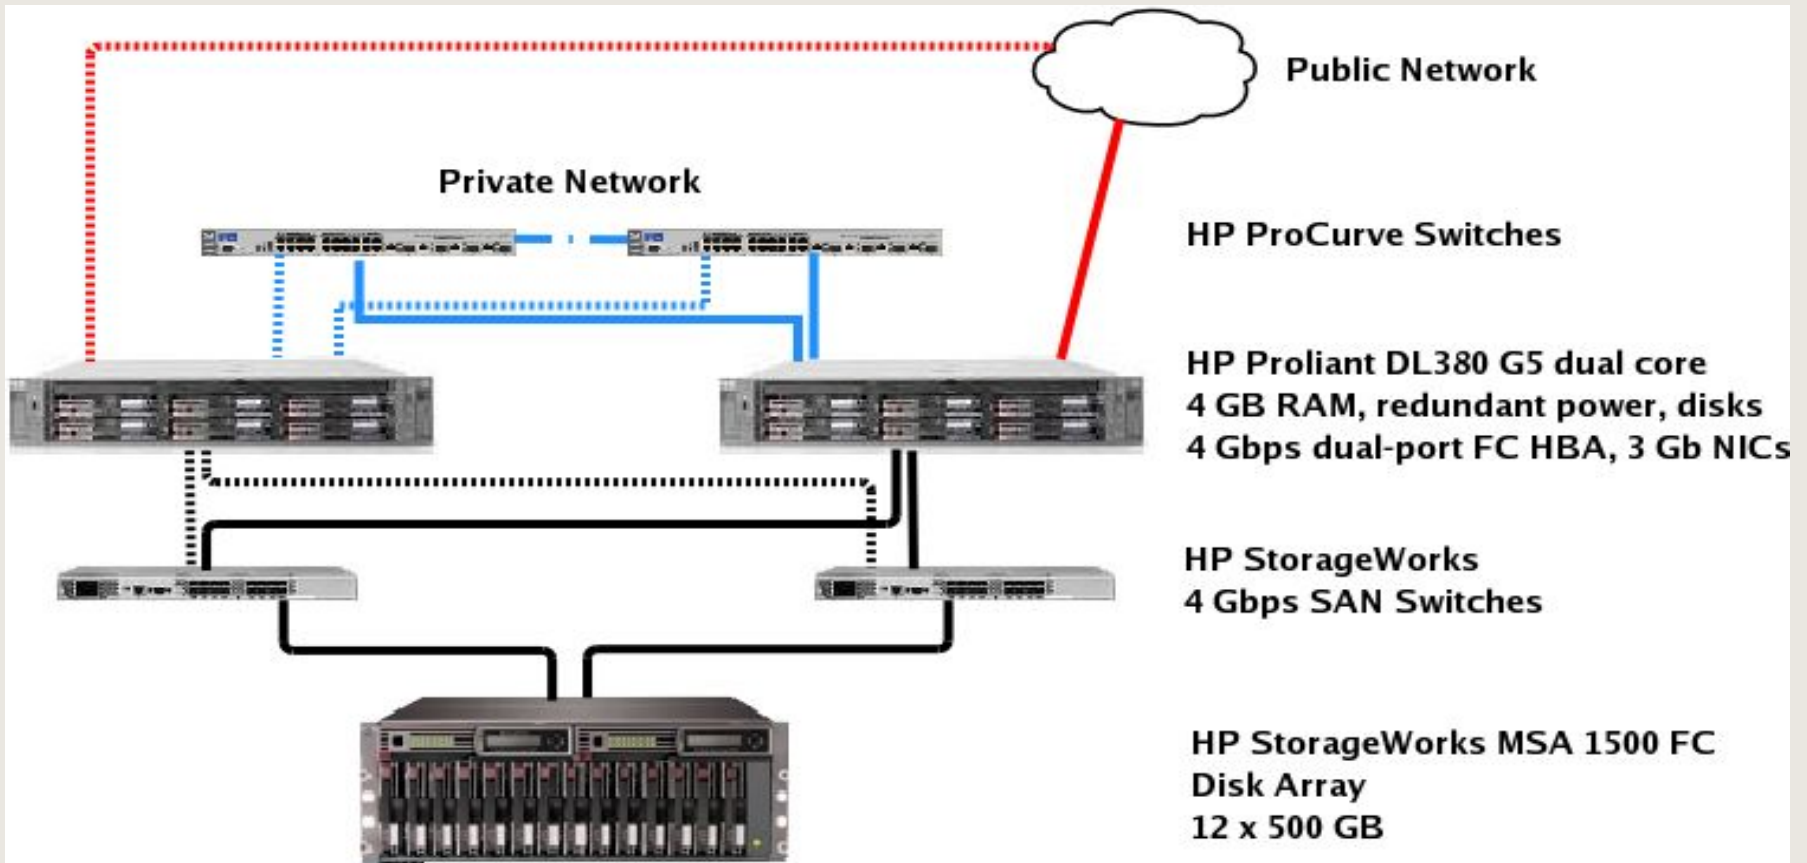 Public Network
Private Network
HP ProCurve Switches
HP Proliant DL380 G5 dual core
4 GB RAM, redundant power, disks
4 Gbps dual-port FC HBA, 3 Gb NICs
HP StorageWorks
4 Gbps SAN Switches
HP StorageWorks MSA 1500 FC
Disk Array
12 x 500 GB